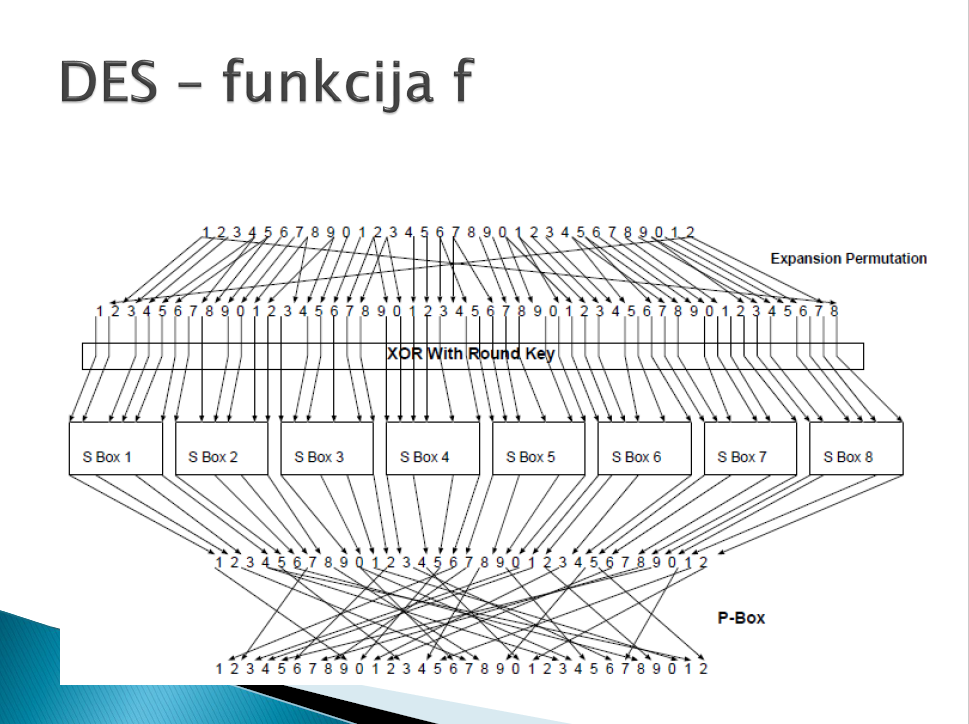 DES – funkcija f
1 2 3 4 5 6 7 8 9 0 1 2 3 4 5 6 7 8 9 0 1 2 3 4 5 6 7 8 9 0 1 2
Expansion Permutation
1 2 3 4 5 6 7 8 9 0 1 2 3 4 5 6 7 8 9 0 1 2 3 4 5 6 7 8 9 0 1 2 3 4 5 6 7 8 9 0 1 2 3 4 5 6 7 8
XOR With Round Key
S Box 1 S Box 2 S Box 3 S Box 4 S Box 5 S Box 6 S Box 7 S Box 8
1 2 3 4 5 6 7 8 9 0 1 2 3 4 5 6 7 8 9 0 1 2 3 4 5 6 7 8 9 0 1 2
P-Box
1 2 3 4 5 6 7 8 9 0 1 2 3 4 5 6 7 8 9 0 1 2 3 4 5 6 7 8 9 0 1 2